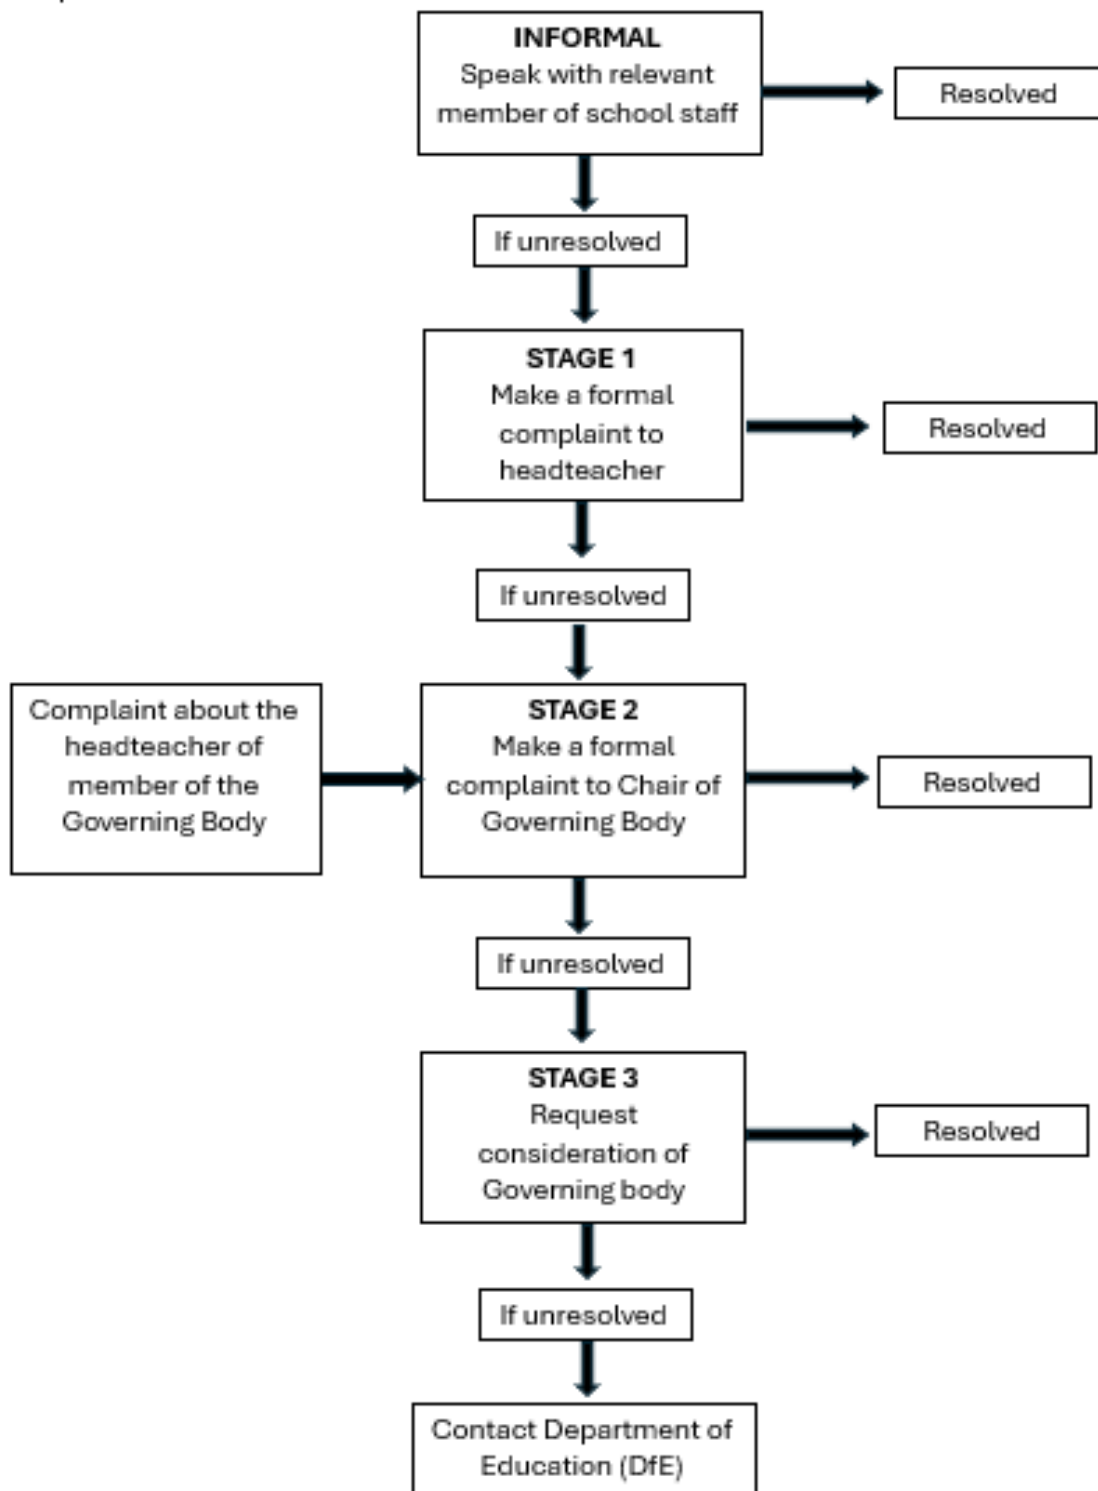 INFORMAL
Speak with relevant
member of school staff
Resolved
If unresolved
STAGE 1
Make a formal
complaint to
headteacher
Resolved
If unresolved
Complaint about the
headteacher of
member of the
Governing Body
STAGE 2
Make a formal
complaint to Chair of
Governing Body
Resolved
If unresolved
STAGE 3
Request
consideration of
Governing body
Resolved
If unresolved
Contact Department of
Education (DfE)